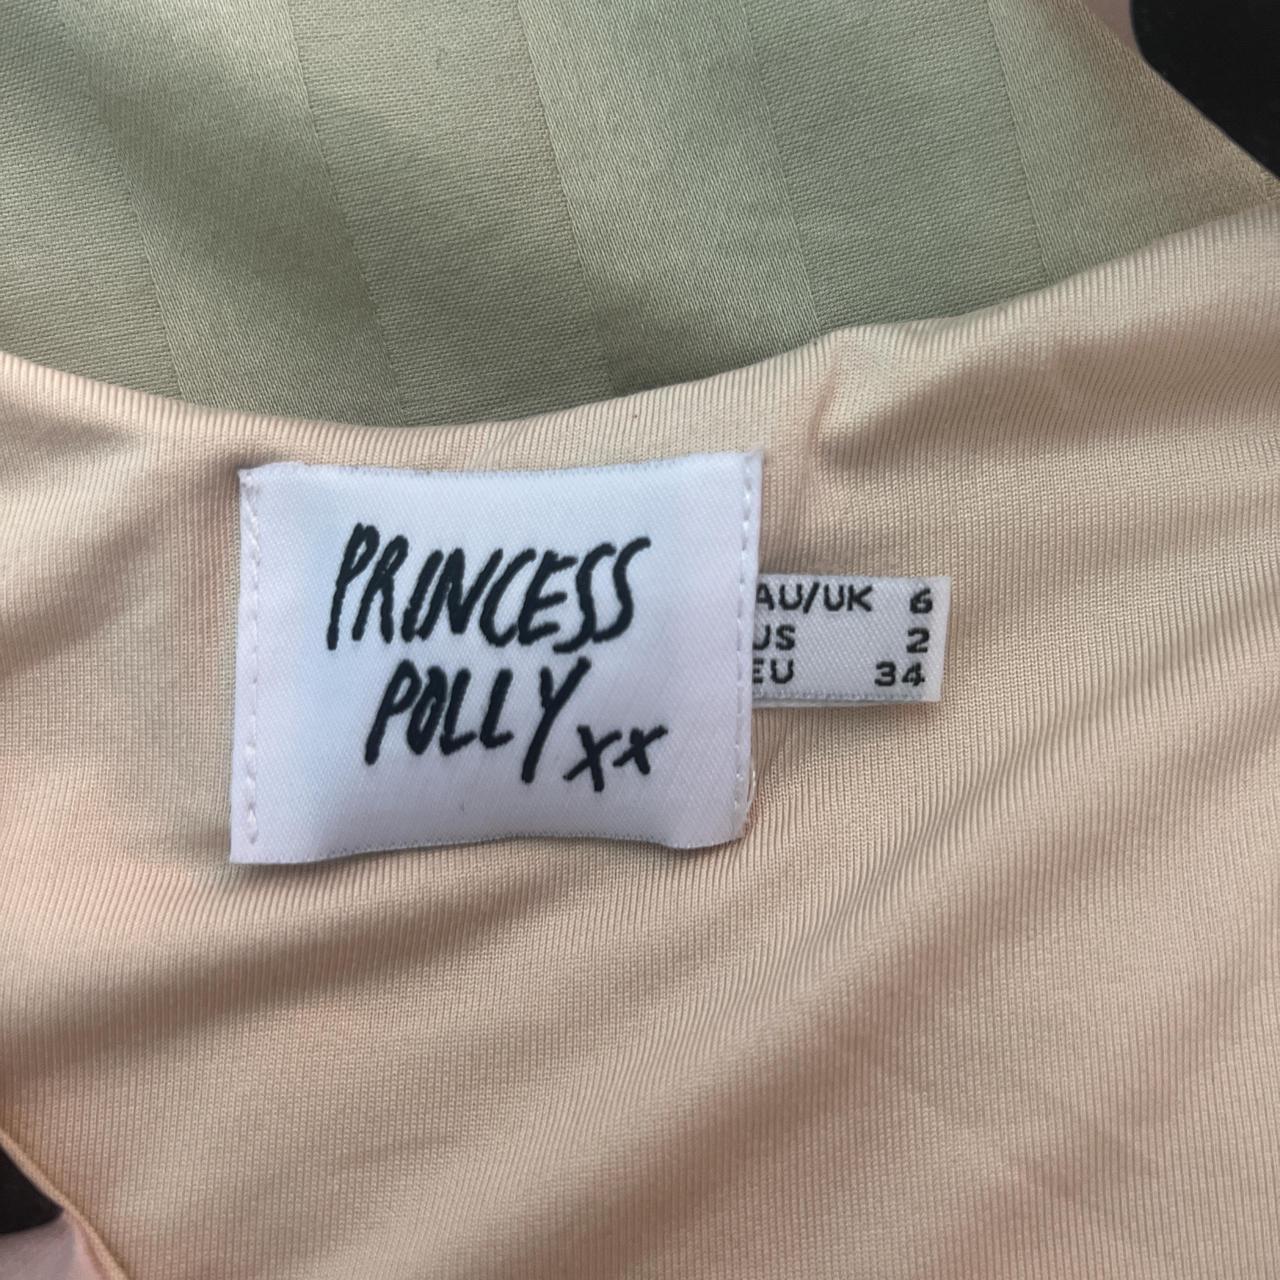 PRINCESS
POLLY xx
AU/UK 6
US 2
EU 34